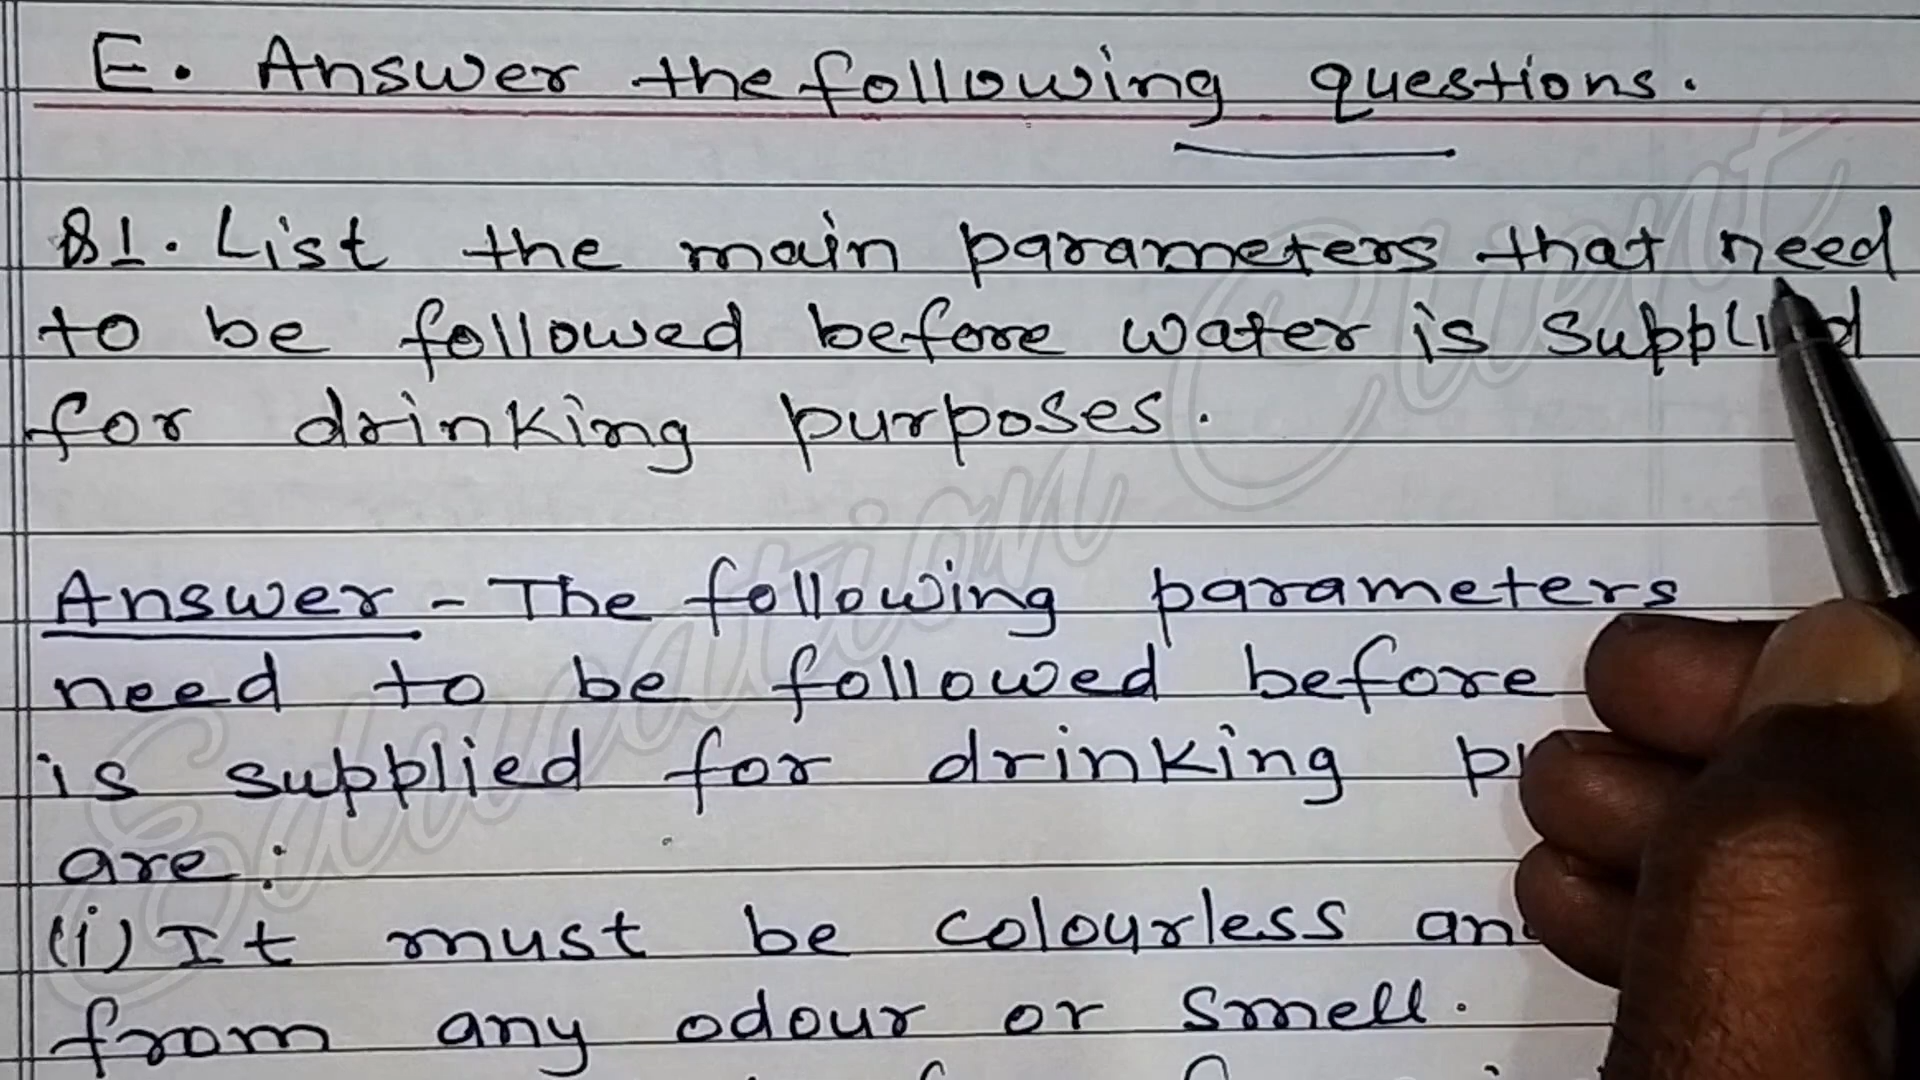 E. Answer the following questions.
Q1. List the main parameters that need
to be followed before water is supplied
for drinking purposes.
Answer - The following parameters
need to be followed before
is supplied for drinking
are :
(i) It must be colourless
from any odour or smell.
Education Client